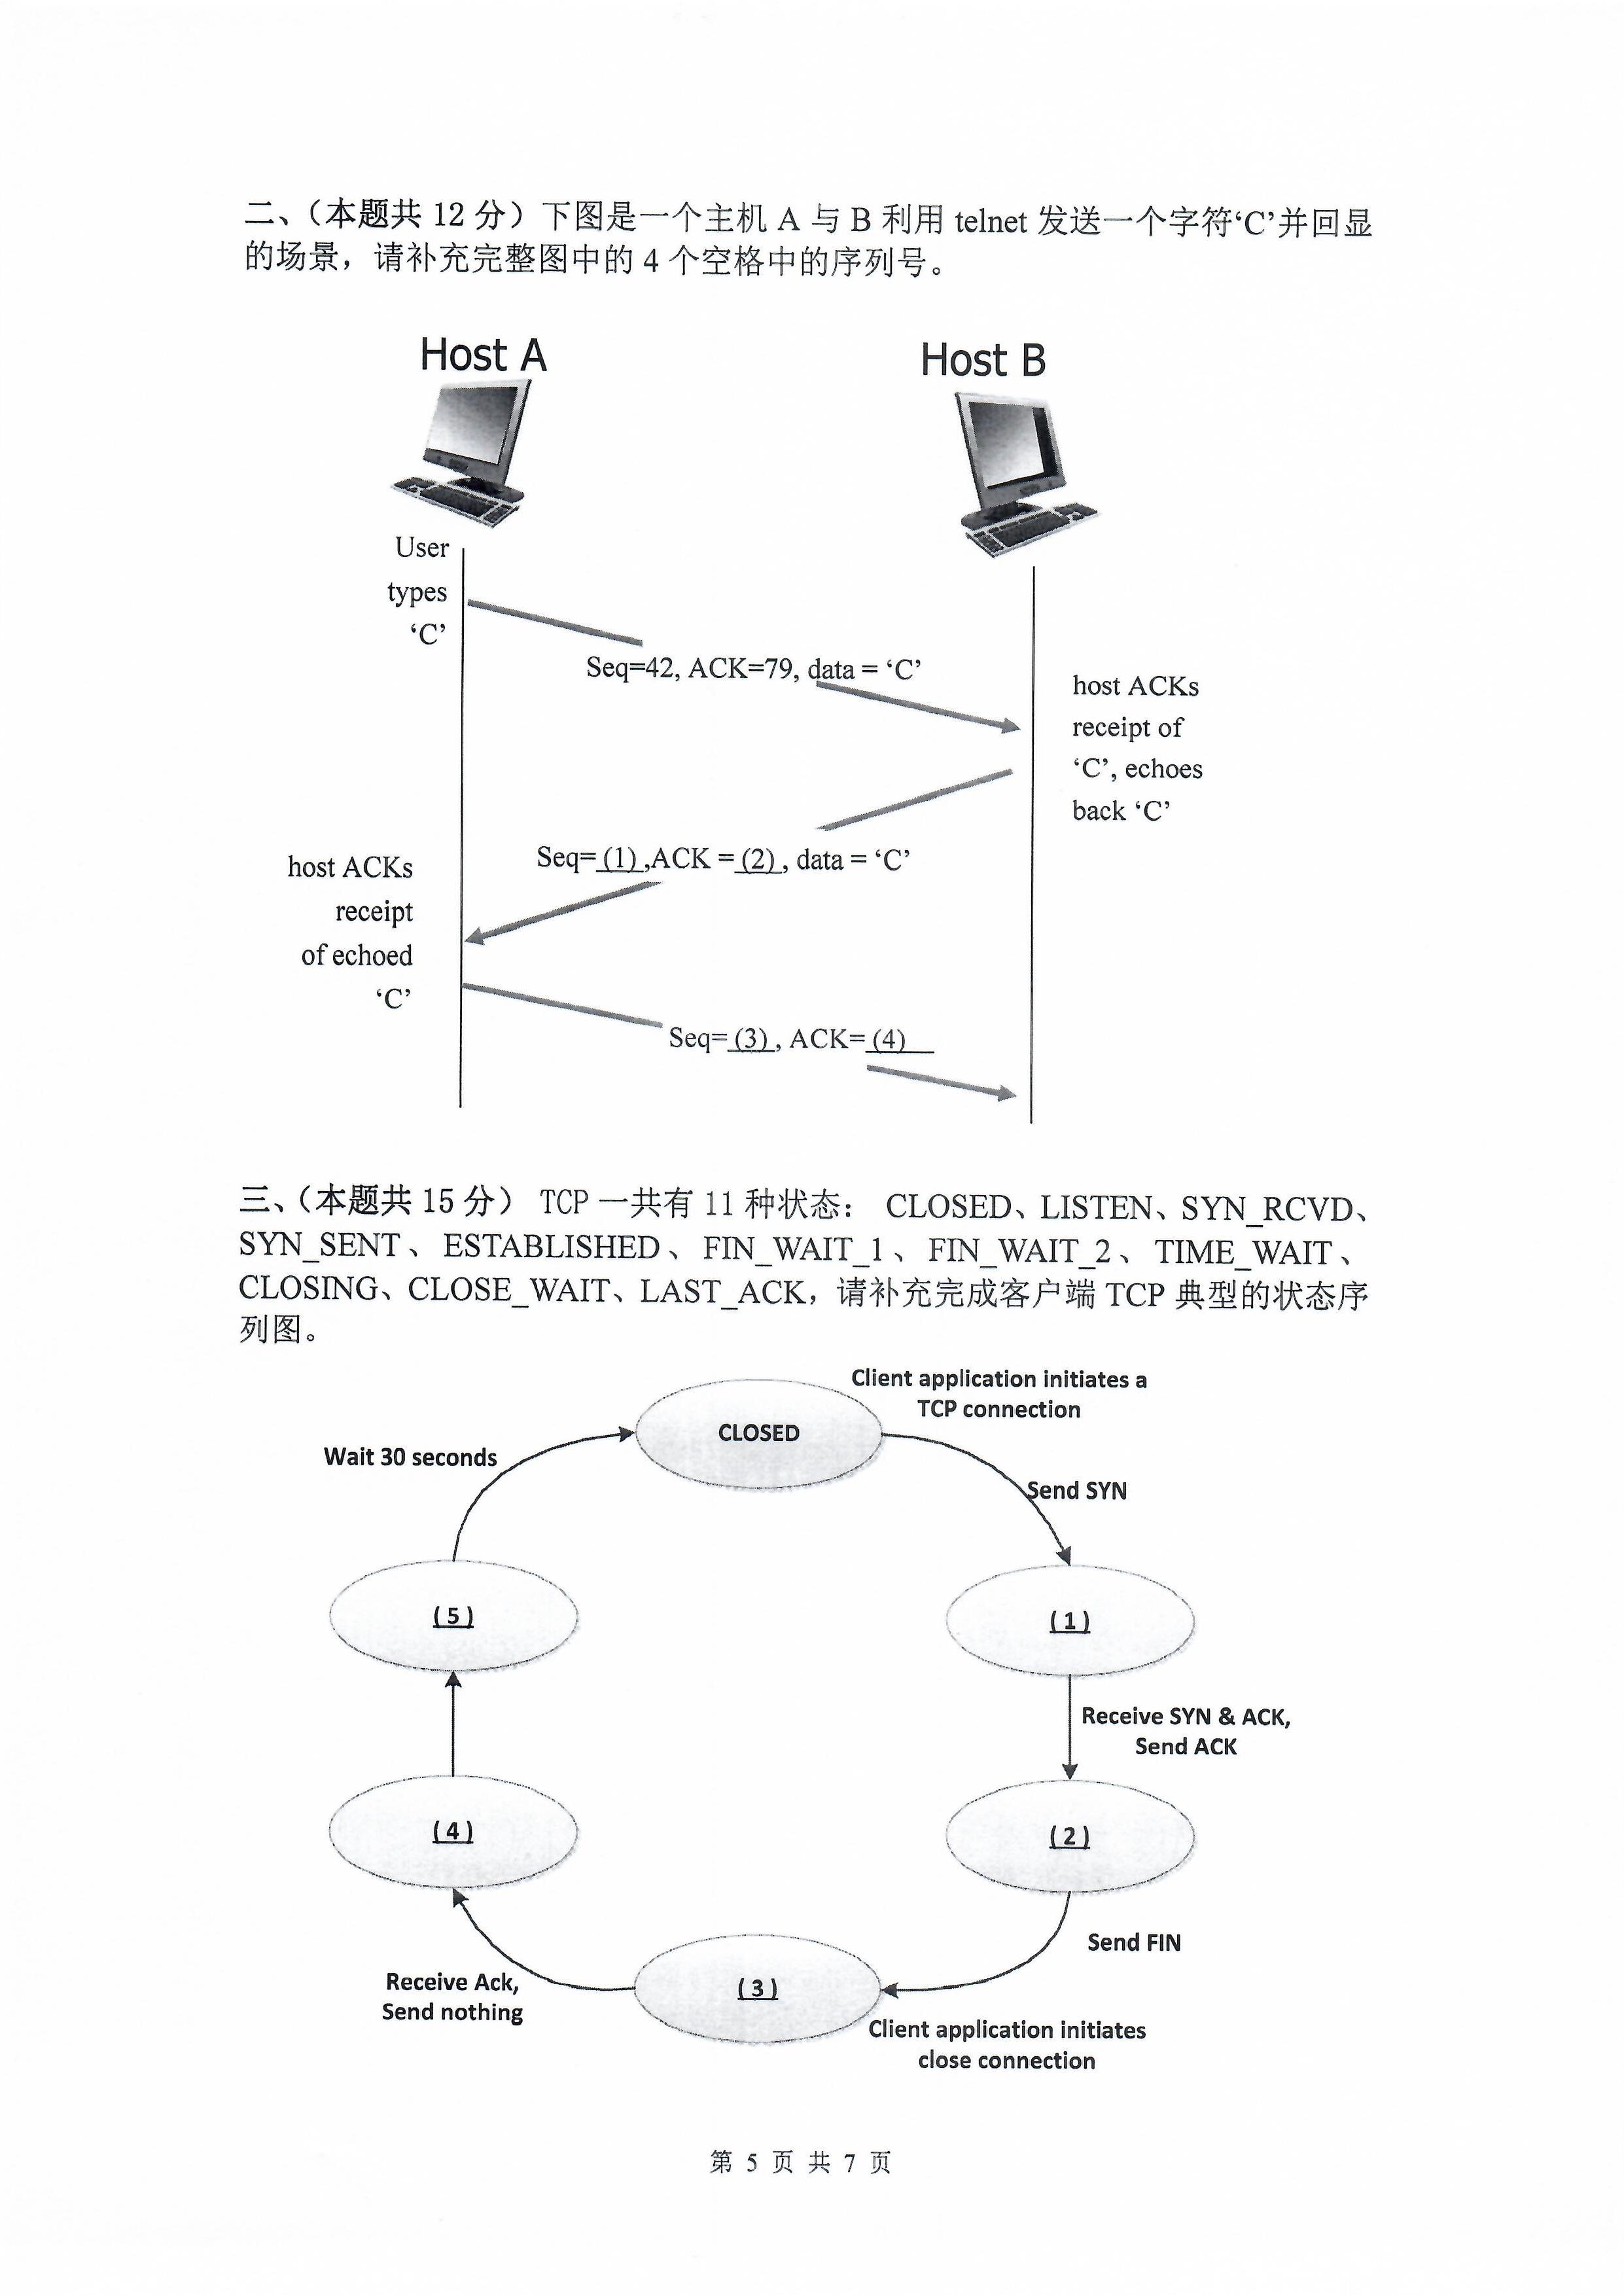 二、（本题共 12 分）下图是一个主机 A 与 B 利用 telnet 发送一个字符‘C’并回显
的场景，请补充完整图中的 4 个空格中的序列号。
Host A
Host B
User
types
‘C’
Seq=42, ACK=79, data = ‘C’
host ACKs
receipt of
‘C’, echoes
back ‘C’
Seq= (1) ,ACK = (2) , data = ‘C’
host ACKs
receipt
of echoed
‘C’
Seq= (3) , ACK= (4)
三、（本题共 15 分） TCP 一共有 11 种状态： CLOSED、LISTEN、SYN_RCVD、
SYN_SENT、 ESTABLISHED、 FIN_WAIT_1、 FIN_WAIT_2、 TIME_WAIT、
CLOSING、CLOSE_WAIT、LAST_ACK，请补充完成客户端 TCP 典型的状态序
列图。
Client application initiates a
TCP connection
CLOSED
Wait 30 seconds
Send SYN
( 5 )
( 1 )
Receive SYN & ACK,
Send ACK
( 4 )
( 2 )
Send FIN
Receive Ack,
Send nothing
( 3 )
Client application initiates
close connection
第 5 页 共 7 页